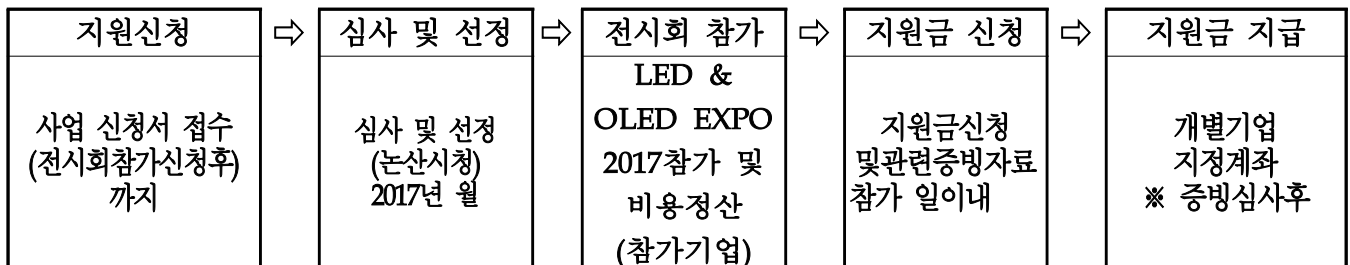 지원신청 ⇨ 심사 및 선정 ⇨ 전시회 참가 ⇨ 지원금 신청 ⇨ 지원금 지급
사업 신청서 접수
(전시회참가신청후)
까지
심사 및 선정
(논산시청)
2017년 월
LED &
OLED EXPO
2017참가 및
비용정산
(참가기업)
지원금신청
및관련증빙자료
참가 일이내
개별기업
지정계좌
※ 증빙심사후